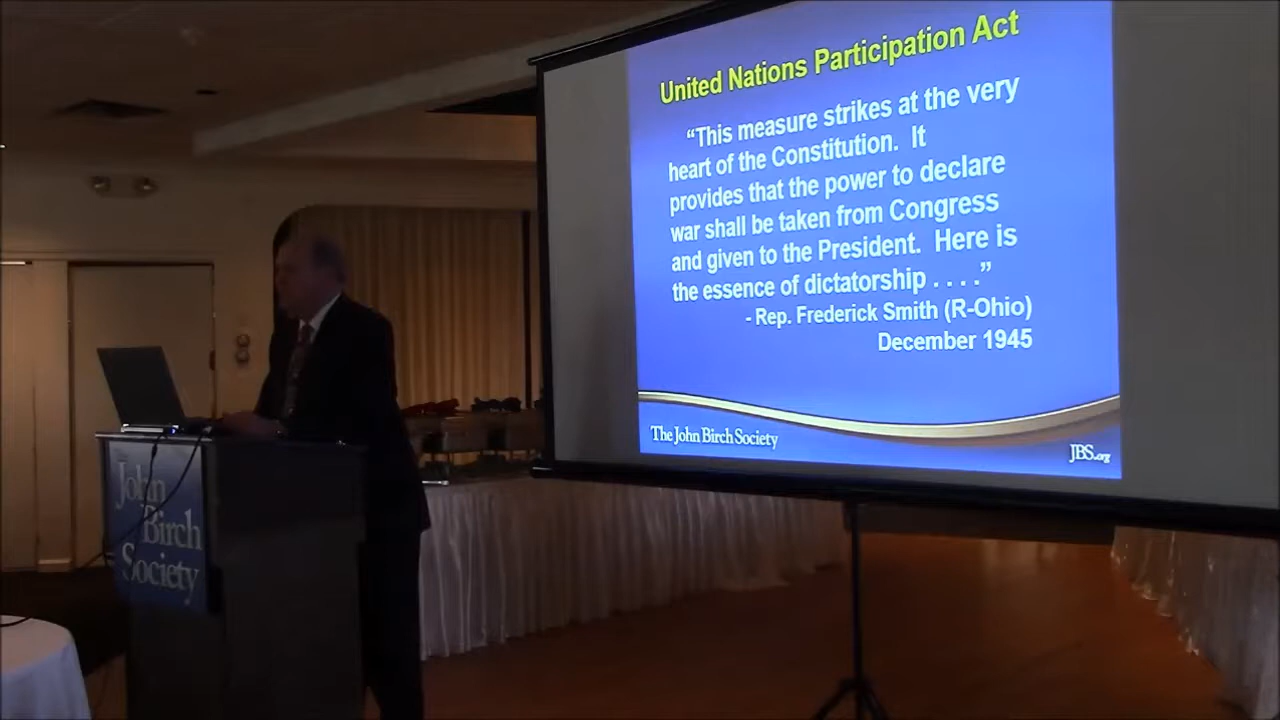 United Nations Participation Act
“This measure strikes at the very
heart of the Constitution. It
provides that the power to declare
war shall be taken from Congress
and given to the President. Here is
the essence of dictatorship . . . .”
- Rep. Frederick Smith (R-Ohio)
December 1945
The John Birch Society
JBS.org
John
Birch
Society